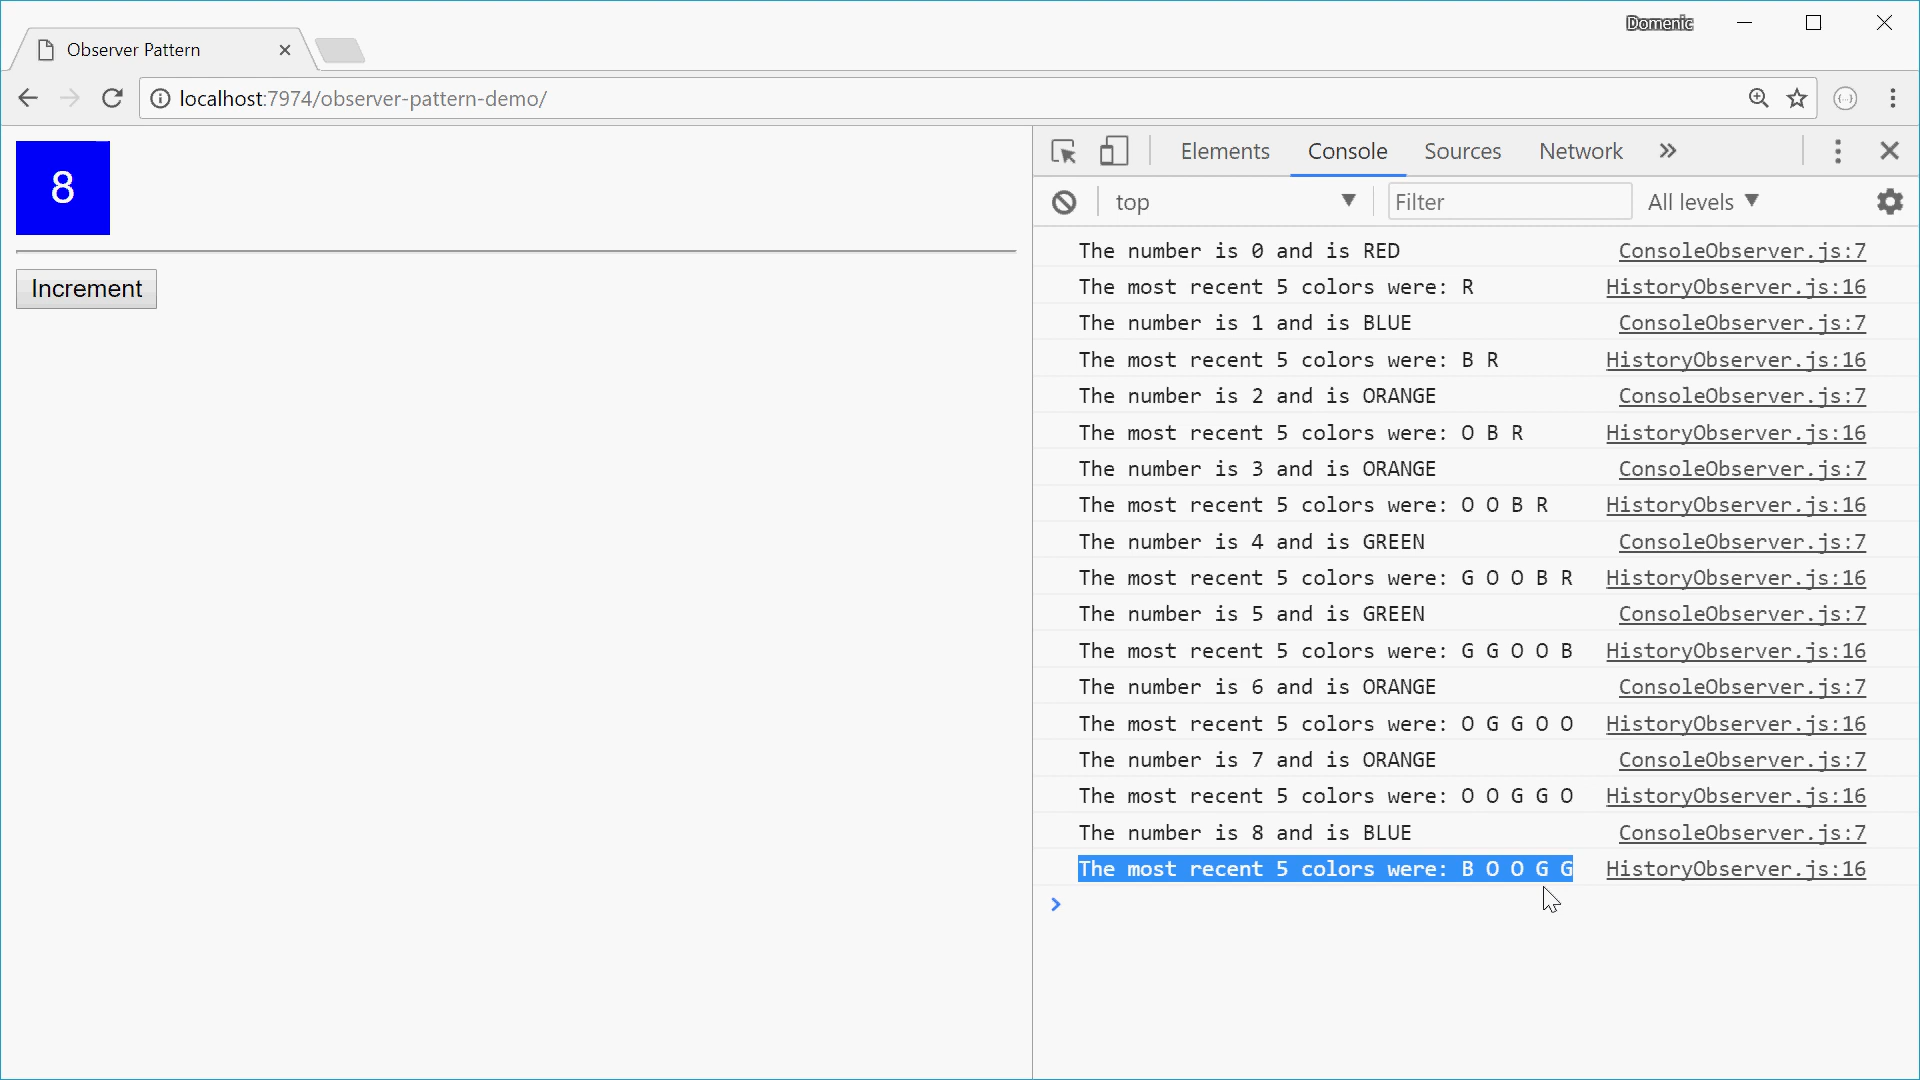 Domenic
Observer Pattern
localhost:7974/observer-pattern-demo/
8
Increment
Elements Console Sources Network
top Filter All levels
The number is 0 and is RED ConsoleObserver.js:7
The most recent 5 colors were: R HistoryObserver.js:16
The number is 1 and is BLUE ConsoleObserver.js:7
The most recent 5 colors were: B R HistoryObserver.js:16
The number is 2 and is ORANGE ConsoleObserver.js:7
The most recent 5 colors were: O B R HistoryObserver.js:16
The number is 3 and is ORANGE ConsoleObserver.js:7
The most recent 5 colors were: O O B R HistoryObserver.js:16
The number is 4 and is GREEN ConsoleObserver.js:7
The most recent 5 colors were: G O O B R HistoryObserver.js:16
The number is 5 and is GREEN ConsoleObserver.js:7
The most recent 5 colors were: G G O O B HistoryObserver.js:16
The number is 6 and is ORANGE ConsoleObserver.js:7
The most recent 5 colors were: O G G O O HistoryObserver.js:16
The number is 7 and is ORANGE ConsoleObserver.js:7
The most recent 5 colors were: O O G G O HistoryObserver.js:16
The number is 8 and is BLUE ConsoleObserver.js:7
The most recent 5 colors were: B O O G G HistoryObserver.js:16